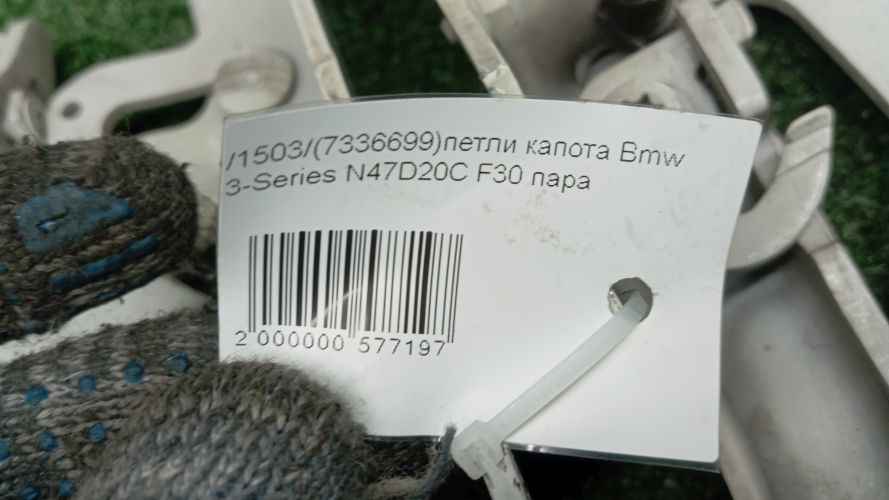 /1503/(7336699)петли капота Bmw
3-Series N47D20C F30 пара
2 000000 577197